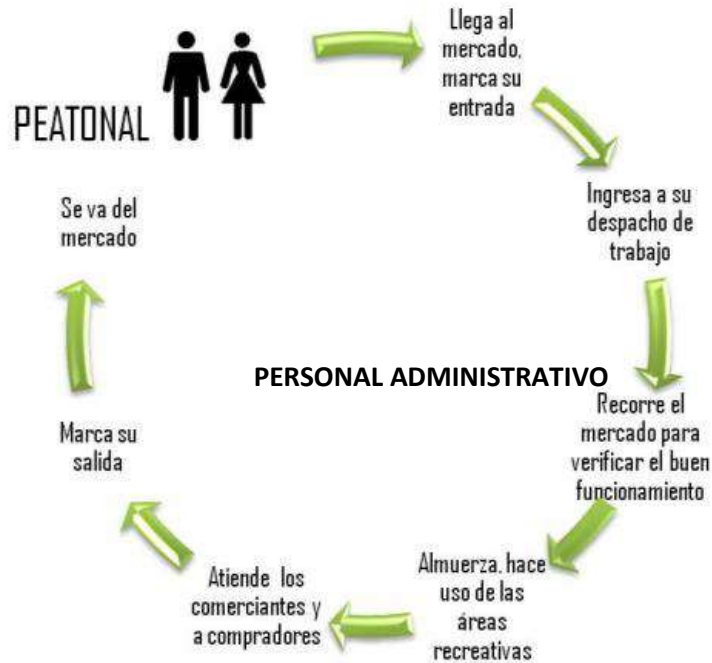 PEATONAL
Llega al
mercado,
marca su
entrada
Ingresa a su
despacho de
trabajo
PERSONAL ADMINISTRATIVO
Recorre el
mercado para
verificar el buen
funcionamiento
Almuerza, hace
uso de las
áreas
recreativas
Atiende los
comerciantes y
a compradores
Marca su
salida
Se va del
mercado